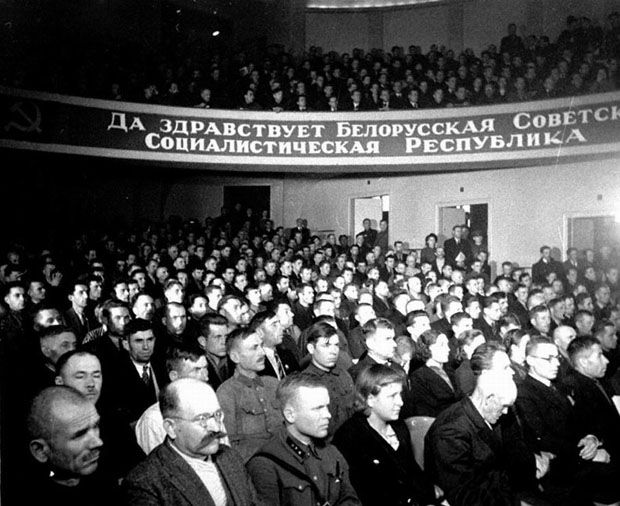 Да здравствует Белорусская Советск
Социалистическая Республика